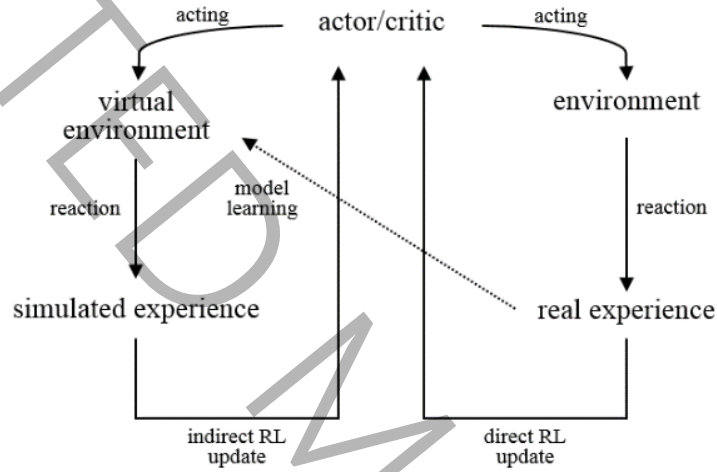 acting
actor/critic
acting
virtual
environment
environment
model
learning
reaction
reaction
simulated experience
real experience
indirect RL
update
direct RL
update
TED M